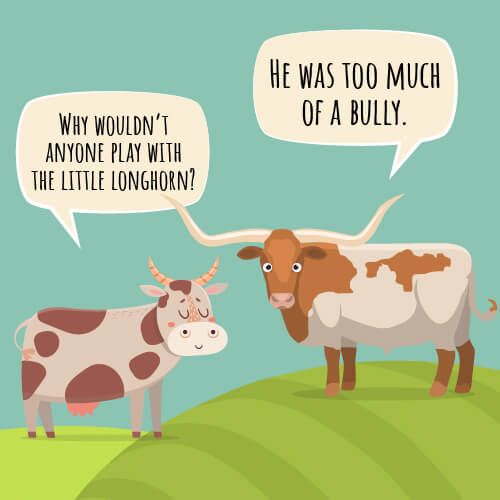 WHY WOULDN'T
ANYONE PLAY WITH
THE LITTLE LONGHORN?
HE WAS TOO MUCH
OF A BULLY.